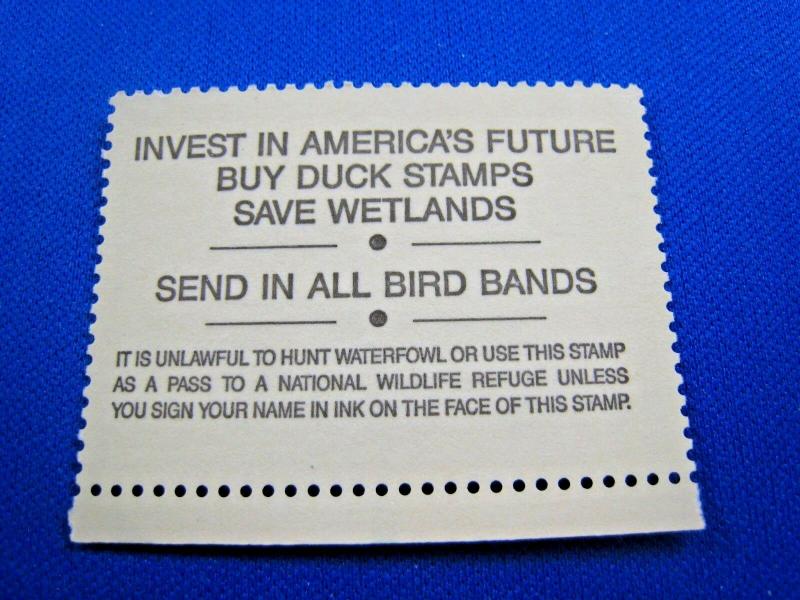 INVEST IN AMERICA'S FUTURE
BUY DUCK STAMPS
SAVE WETLANDS
SEND IN ALL BIRD BANDS
IT IS UNLAWFUL TO HUNT WATERFOWL OR USE THIS STAMP
AS A PASS TO A NATIONAL WILDLIFE REFUGE UNLESS
YOU SIGN YOUR NAME IN INK ON THE FACE OF THIS STAMP.